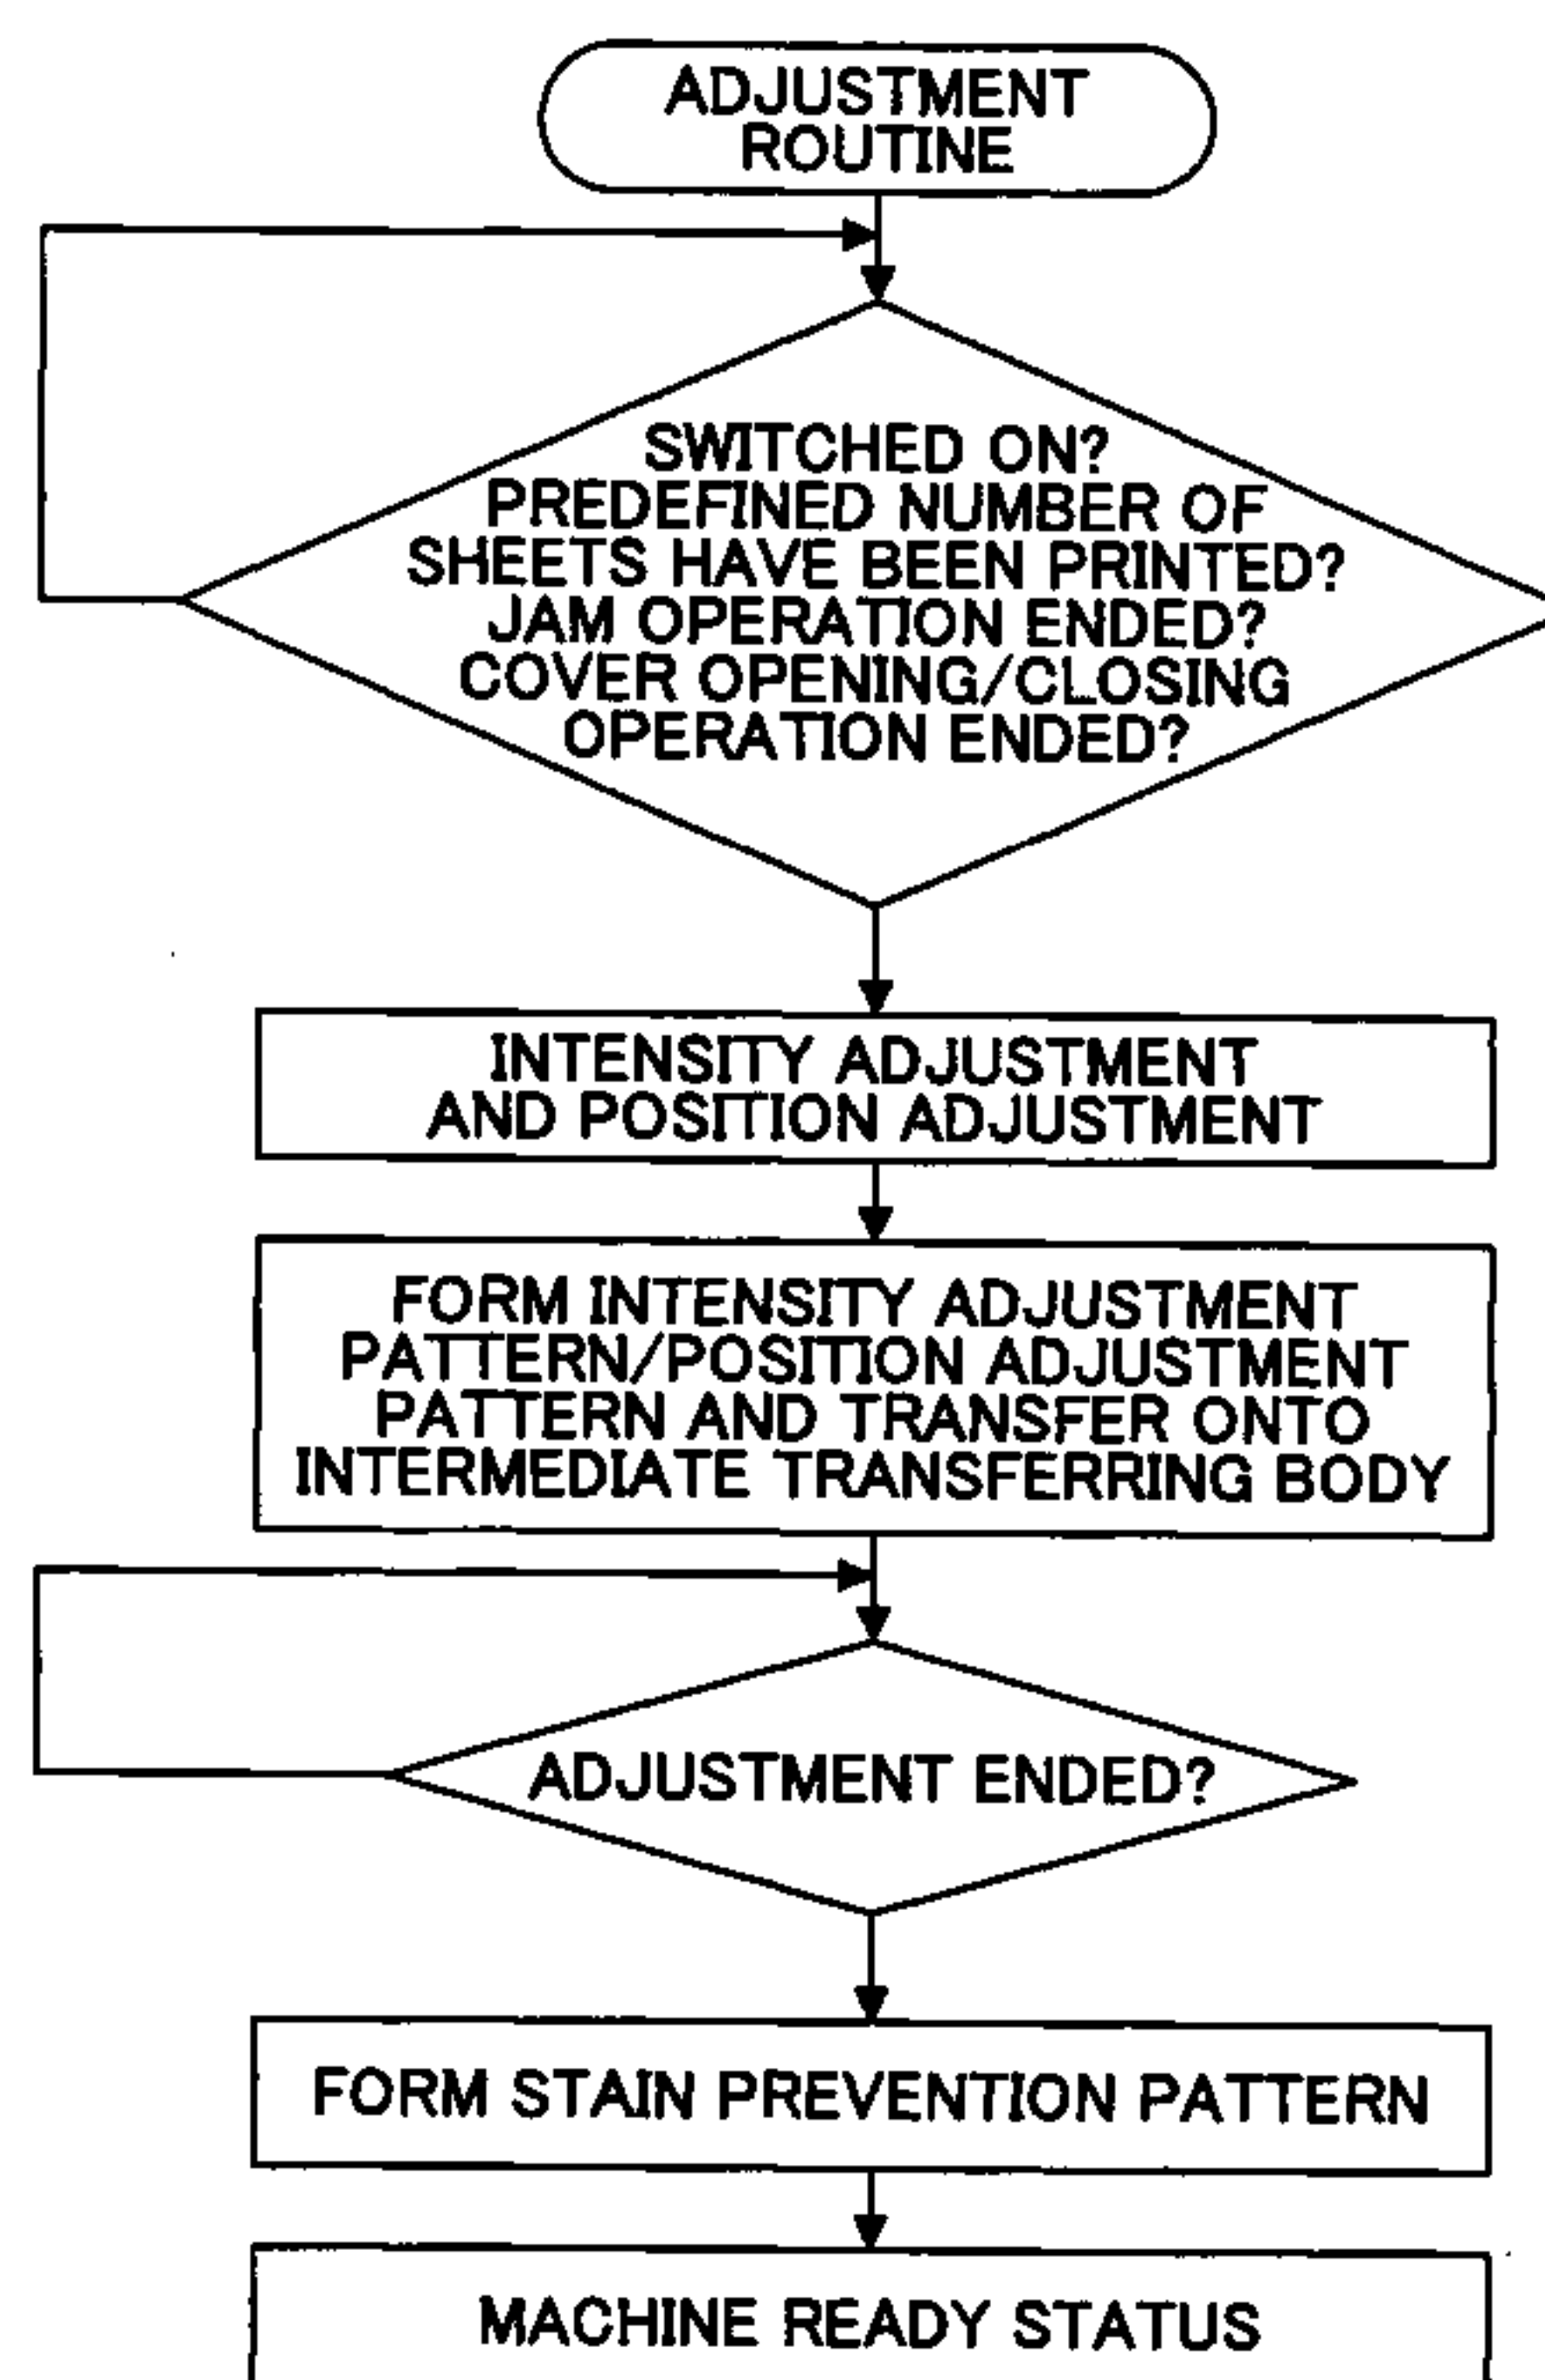 ADJUSTMENT
ROUTINE
SWITCHED ON?
PREDEFINED NUMBER OF
SHEETS HAVE BEEN PRINTED?
JAM OPERATION ENDED?
COVER OPENING/CLOSING
OPERATION ENDED?
INTENSITY ADJUSTMENT
AND POSITION ADJUSTMENT
FORM INTENSITY ADJUSTMENT
PATTERN/POSITION ADJUSTMENT
PATTERN AND TRANSFER ONTO
INTERMEDIATE TRANSFERRING BODY
ADJUSTMENT ENDED?
FORM STAIN PREVENTION PATTERN
MACHINE READY STATUS